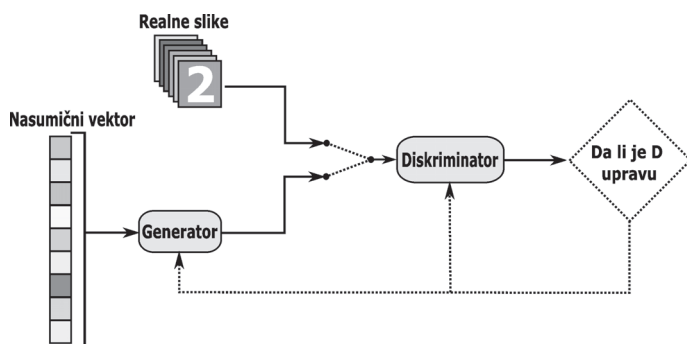 Realne slike
2
Nasumični vektor
Generator
Diskriminator
Da li je D
upravu